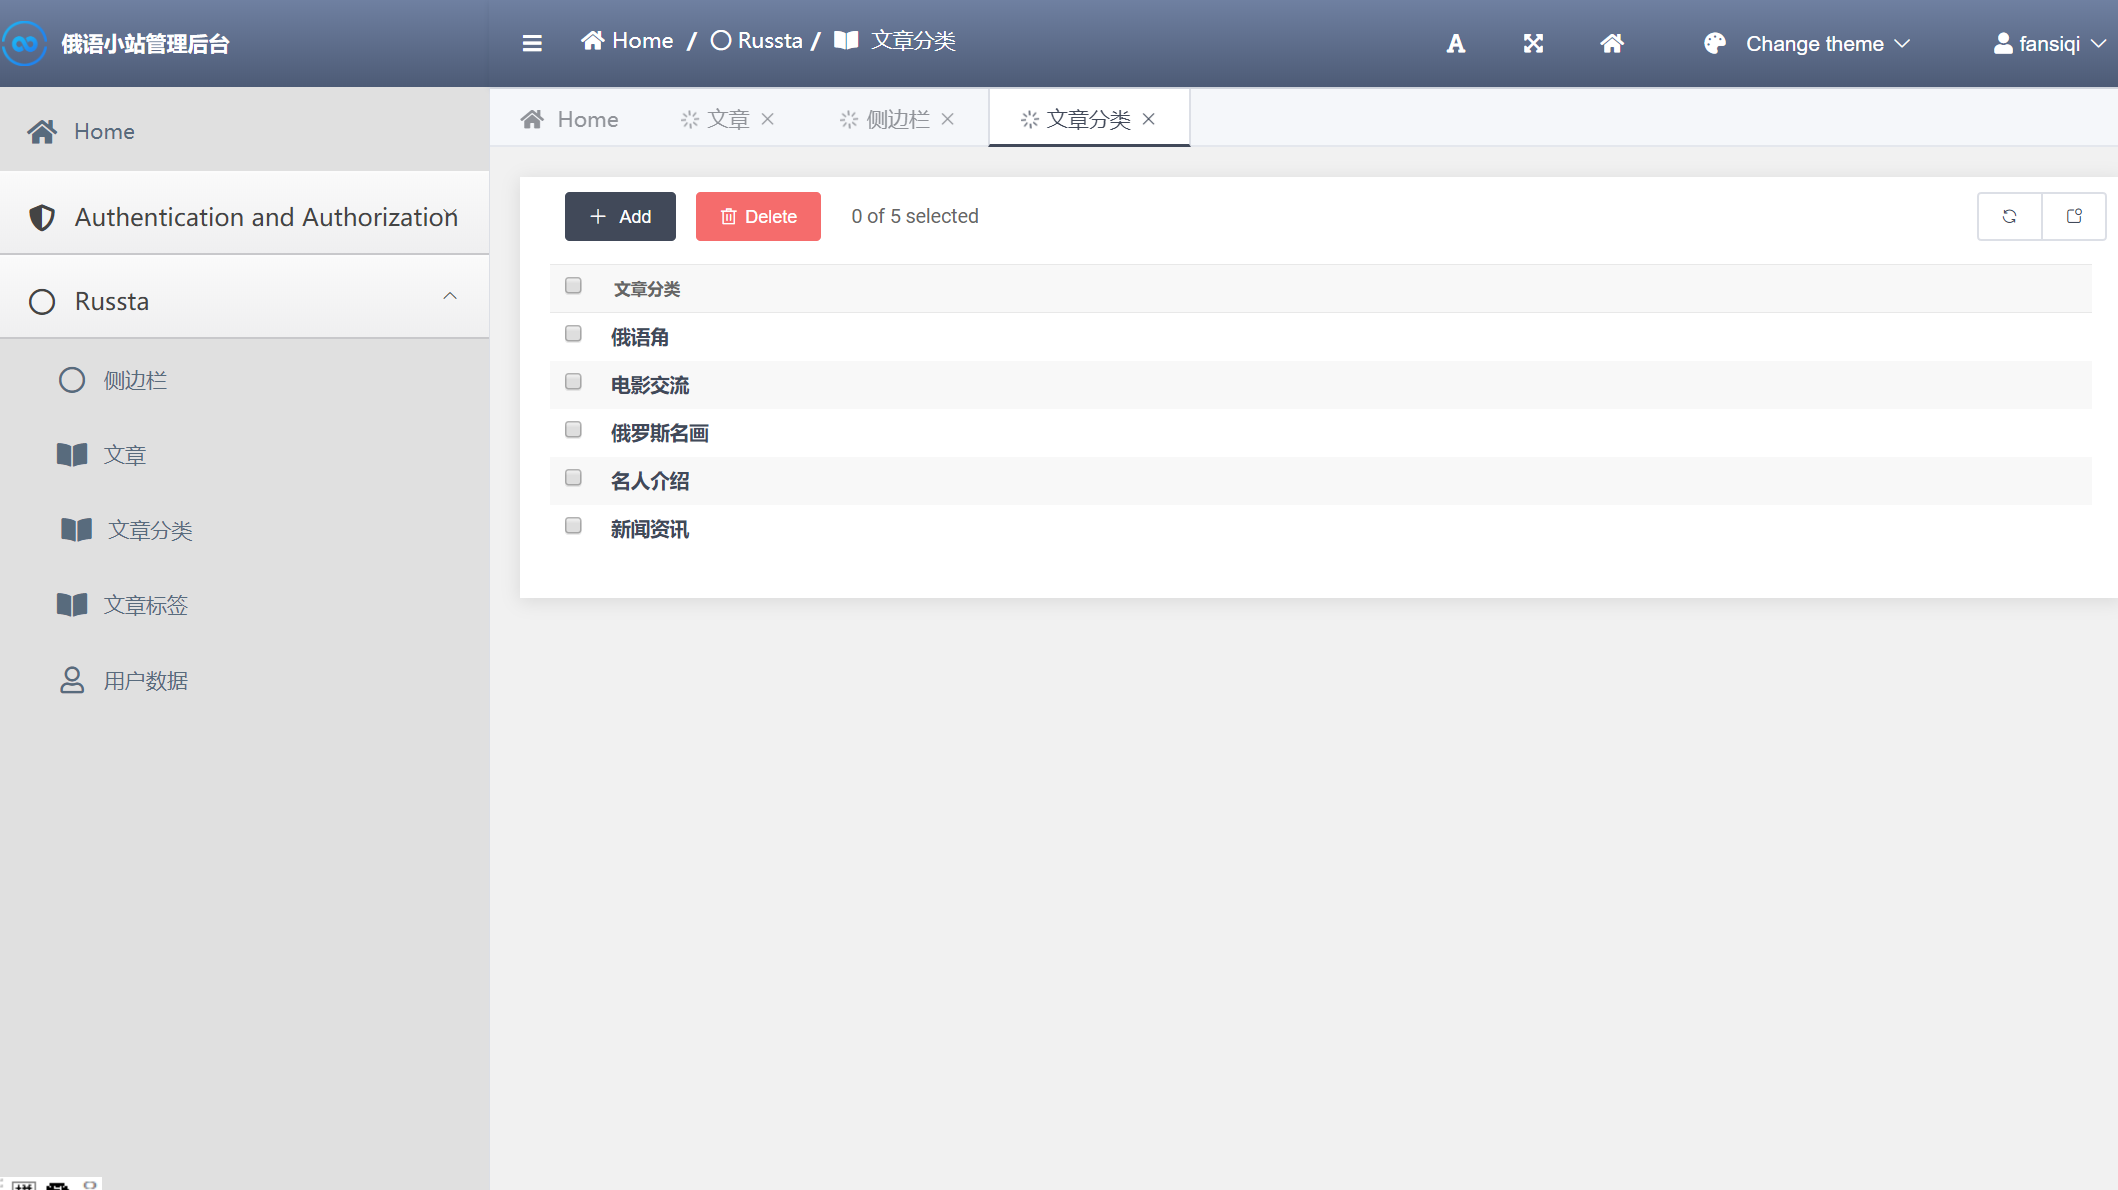 俄语小站管理后台
Home / Russta / 文章分类
Change theme
fansiqi
Home
Authentication and Authorization
Russta
侧边栏
文章
文章分类
文章标签
用户数据
Home 文章 侧边栏 文章分类
Add Delete 0 of 5 selected
文章分类
俄语角
电影交流
俄罗斯名画
名人介绍
新闻资讯